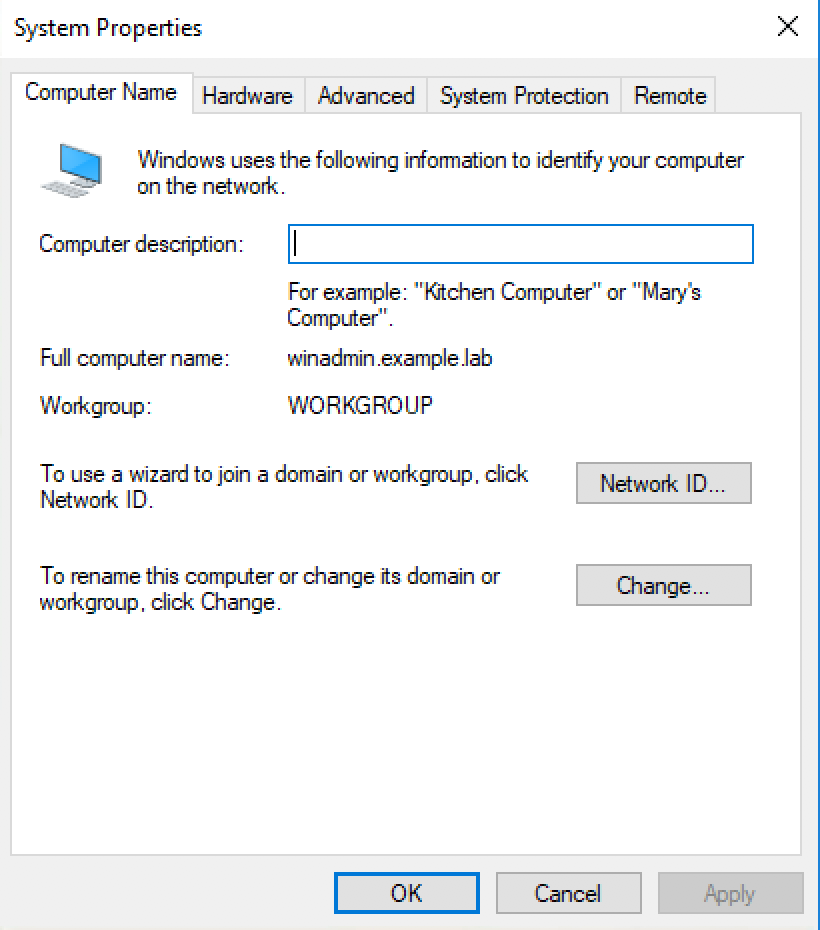 System Properties
Computer Name
Hardware
Advanced
System Protection
Remote
Windows uses the following information to identify your computer
on the network.
Computer description:
For example: "Kitchen Computer" or "Mary's
Computer".
Full computer name:
winadmin.example.lab
Workgroup:
WORKGROUP
To use a wizard to join a domain or workgroup, click
Network ID.
Network ID...
To rename this computer or change its domain or
workgroup, click Change.
Change...
OK
Cancel
Apply